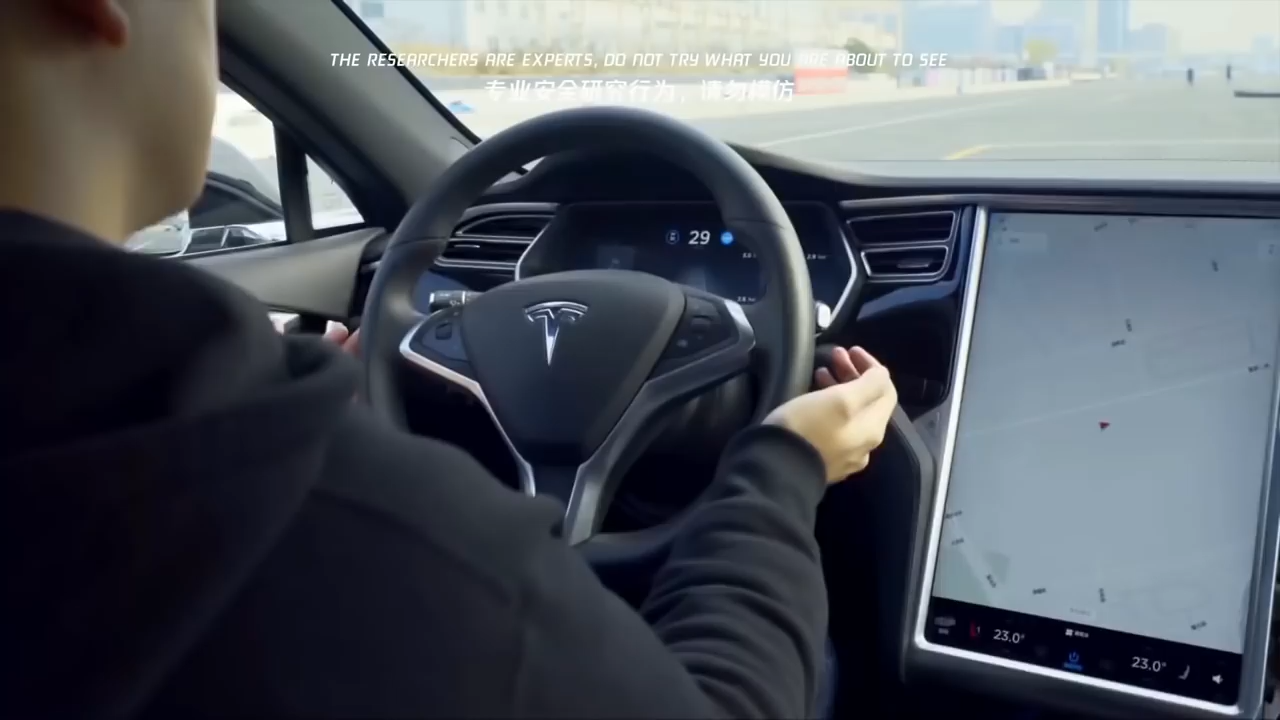 THE RESEARCHERS ARE EXPERTS, DO NOT TRY WHAT YOU ARE ABOUT TO SEE
专业安全研究行为，请勿模仿
29
23.0°
23.0°